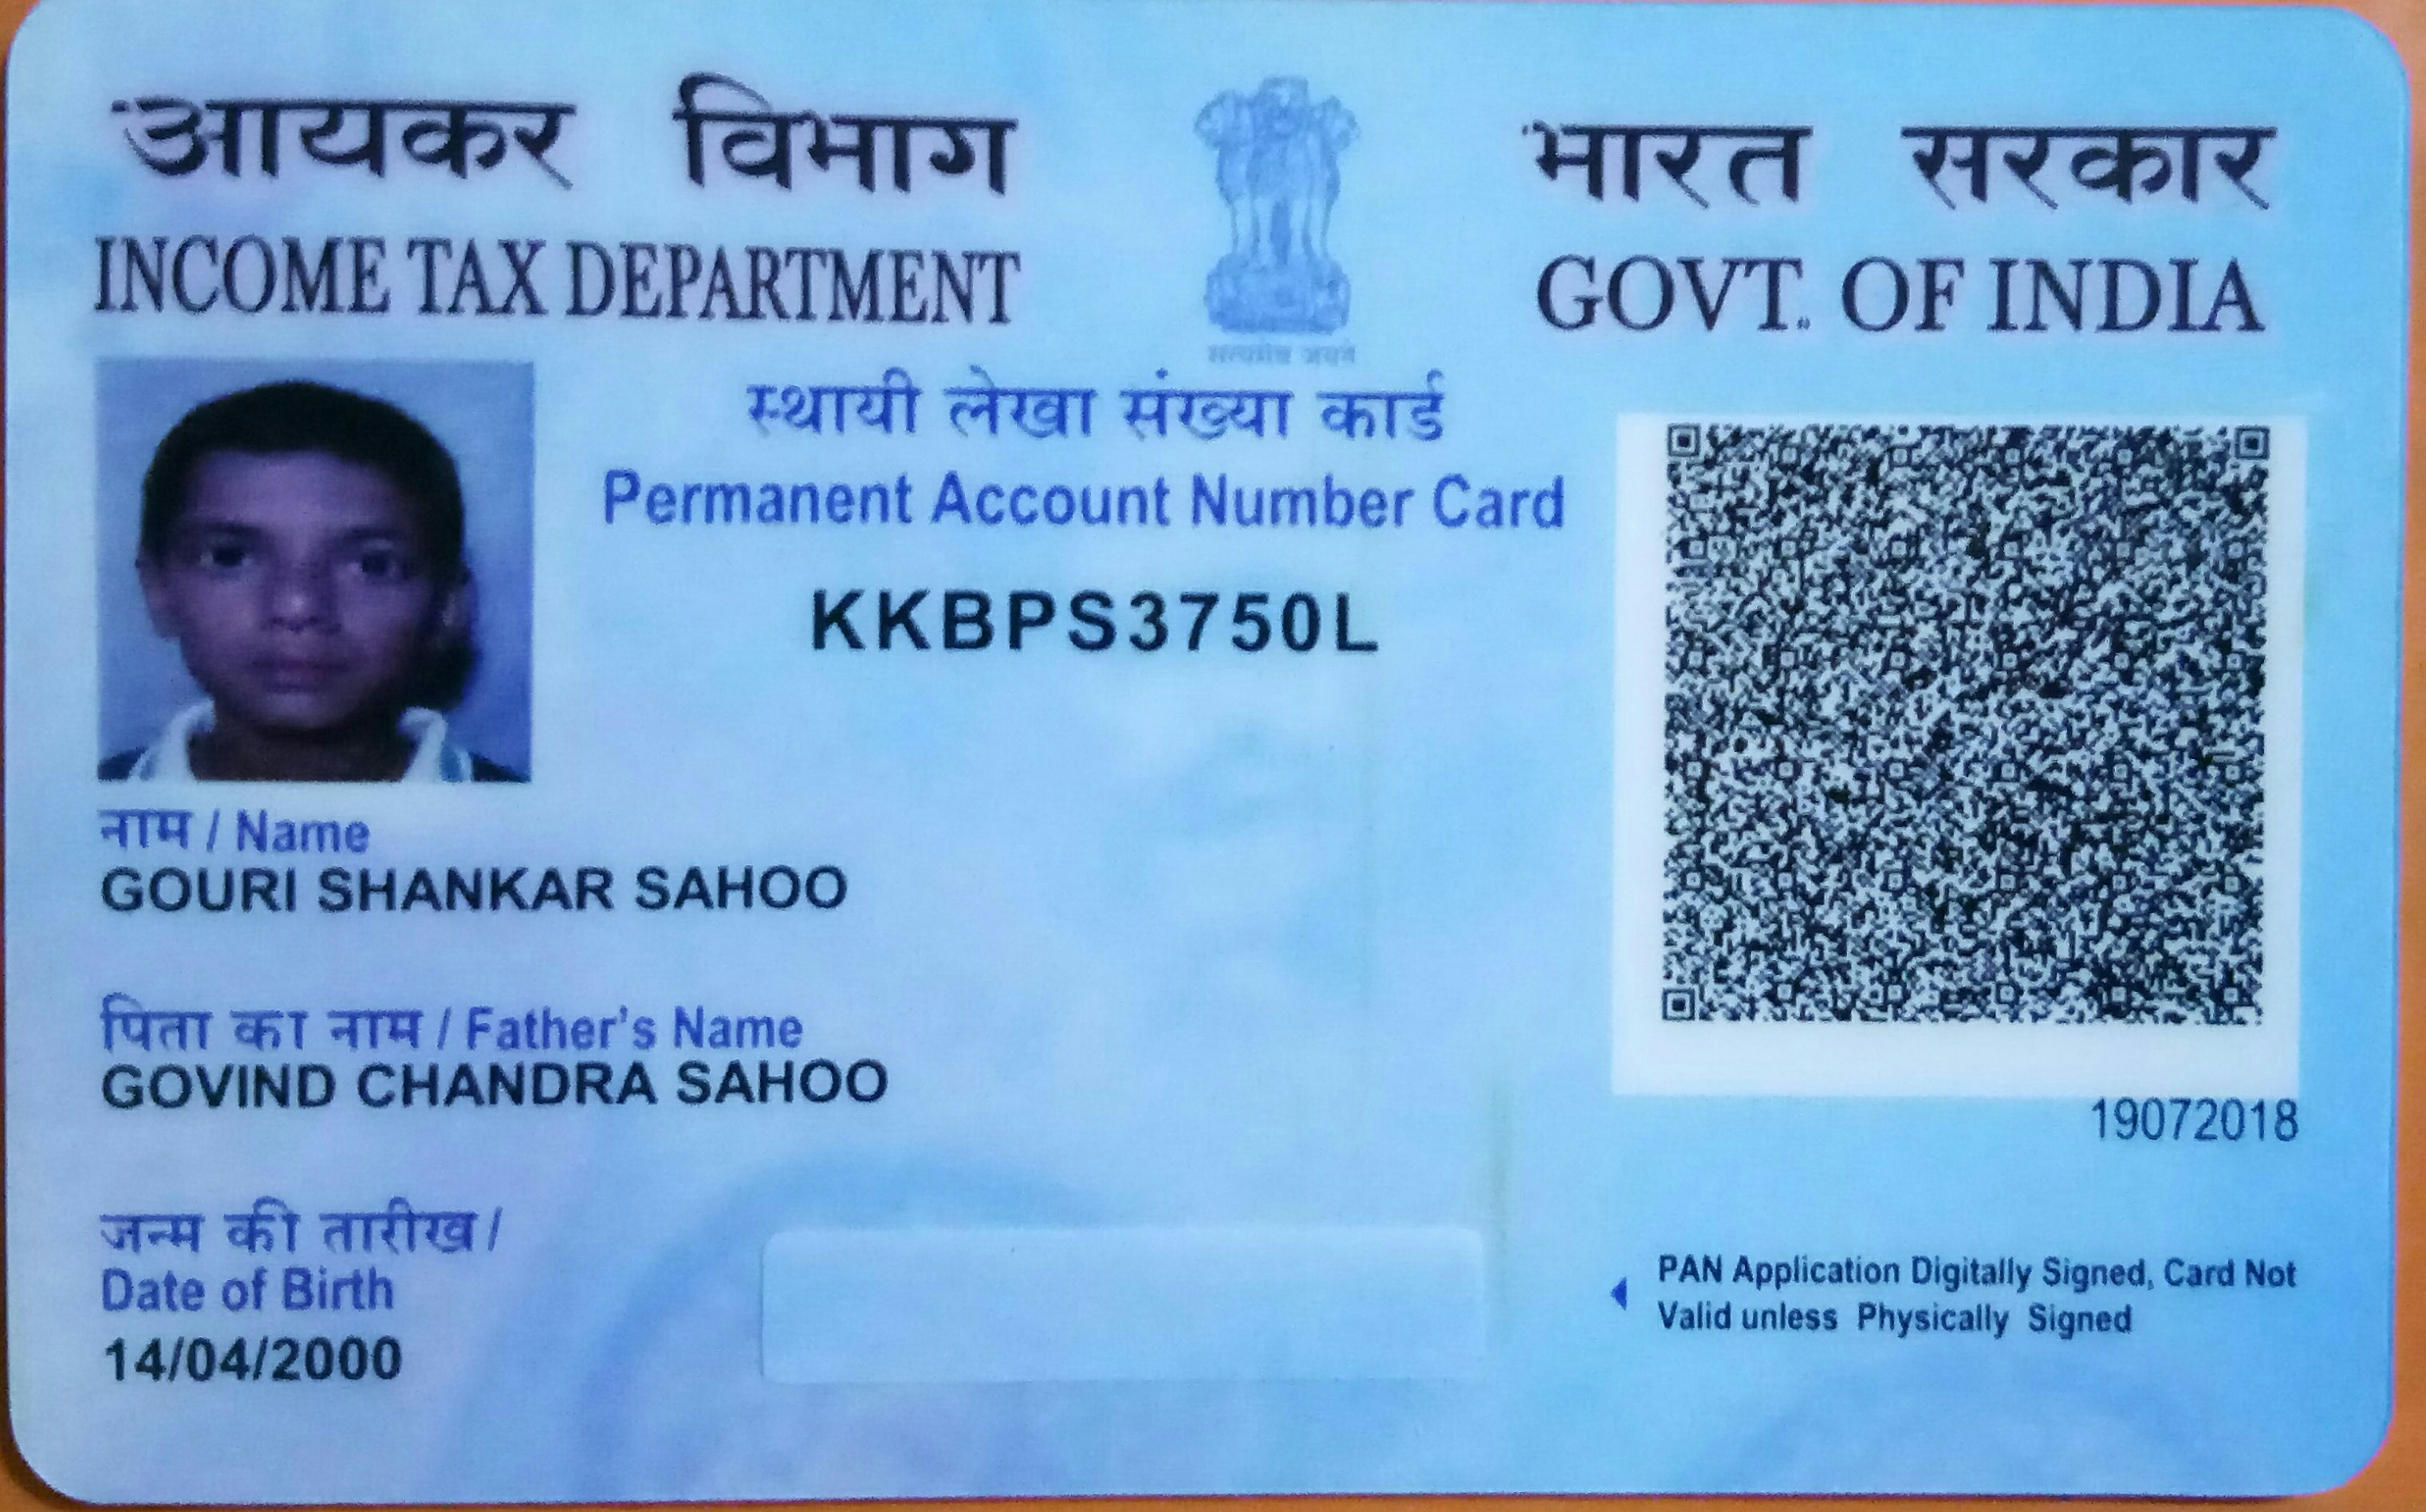 आयकर विभाग
INCOME TAX DEPARTMENT
भारत सरकार
GOVT. OF INDIA
सत्यमेव जयते
स्थायी लेखा संख्या कार्ड
Permanent Account Number Card
KKBPS3750L
नाम / Name
GOURI SHANKAR SAHOO
पिता का नाम / Father's Name
GOVIND CHANDRA SAHOO
19072018
जन्म की तारीख /
Date of Birth
14/04/2000
PAN Application Digitally Signed, Card Not
Valid unless Physically Signed